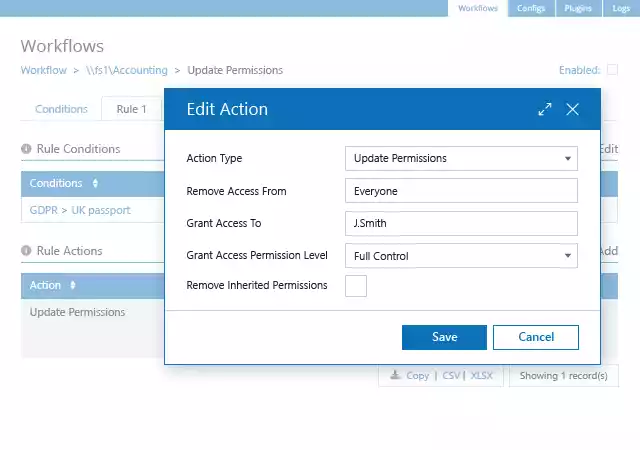 Workflows Configs Plugins Logs
Workflows
Workflow > \\fs1\Accounting > Update Permissions Enabled:
Conditions Rule 1
Edit Action
Rule Conditions Edit
Action Type Update Permissions
Conditions
Remove Access From Everyone
GDPR > UK passport
Grant Access To J.Smith
Rule Actions Add
Grant Access Permission Level Full Control
Action
Remove Inherited Permissions
Update Permissions
Save Cancel
Copy | CSV | XLSX Showing 1 record(s)